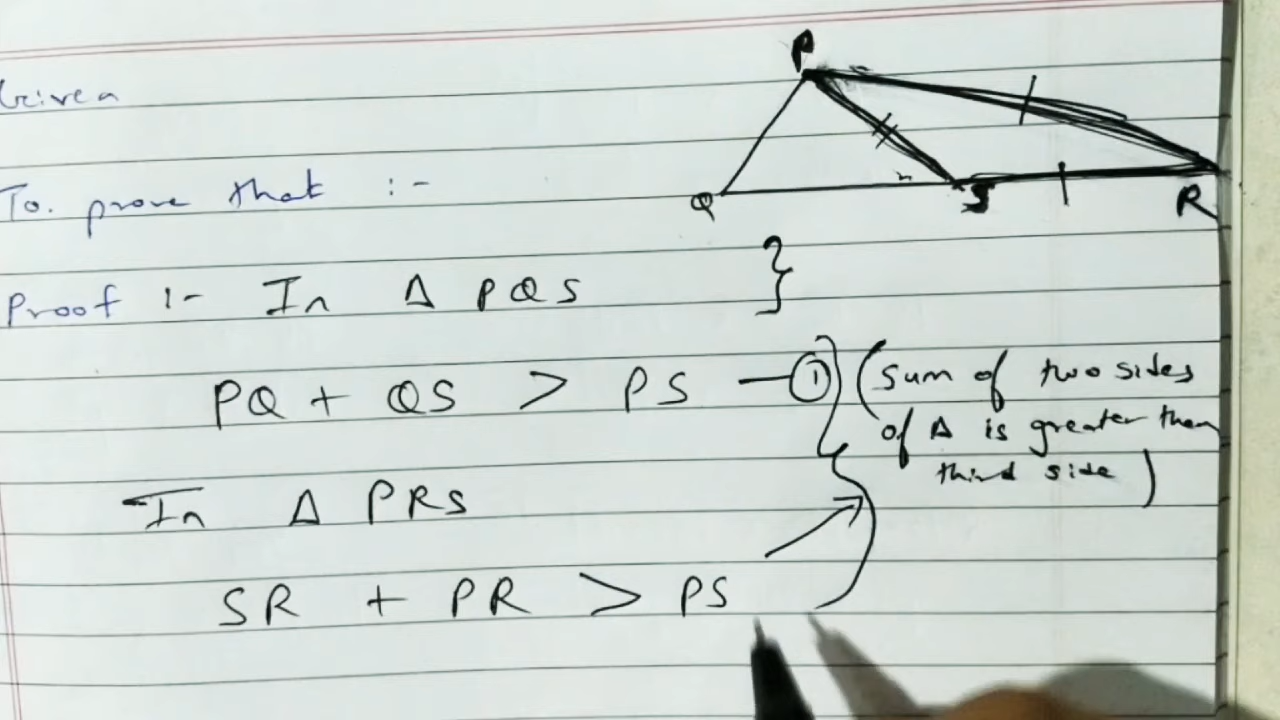 P
Given
To. prove that :-
Q
S
R
Proof :- In Δ PQS }
PQ + QS > PS — ① (Sum of two sides
of Δ is greater then
third side)
In Δ PRS
SR + PR > PS